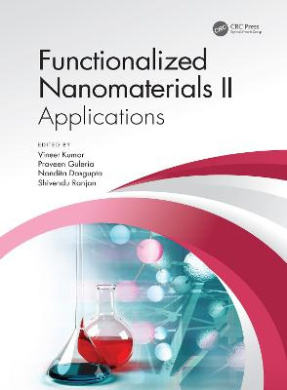 CRC
CRC Press
Taylor & Francis Group
Functionalized
Nanomaterials II
Applications
EDITED BY
Vineet Kumar
Praveen Guleria
Nandita Dasgupta
Shivendu Ranjan